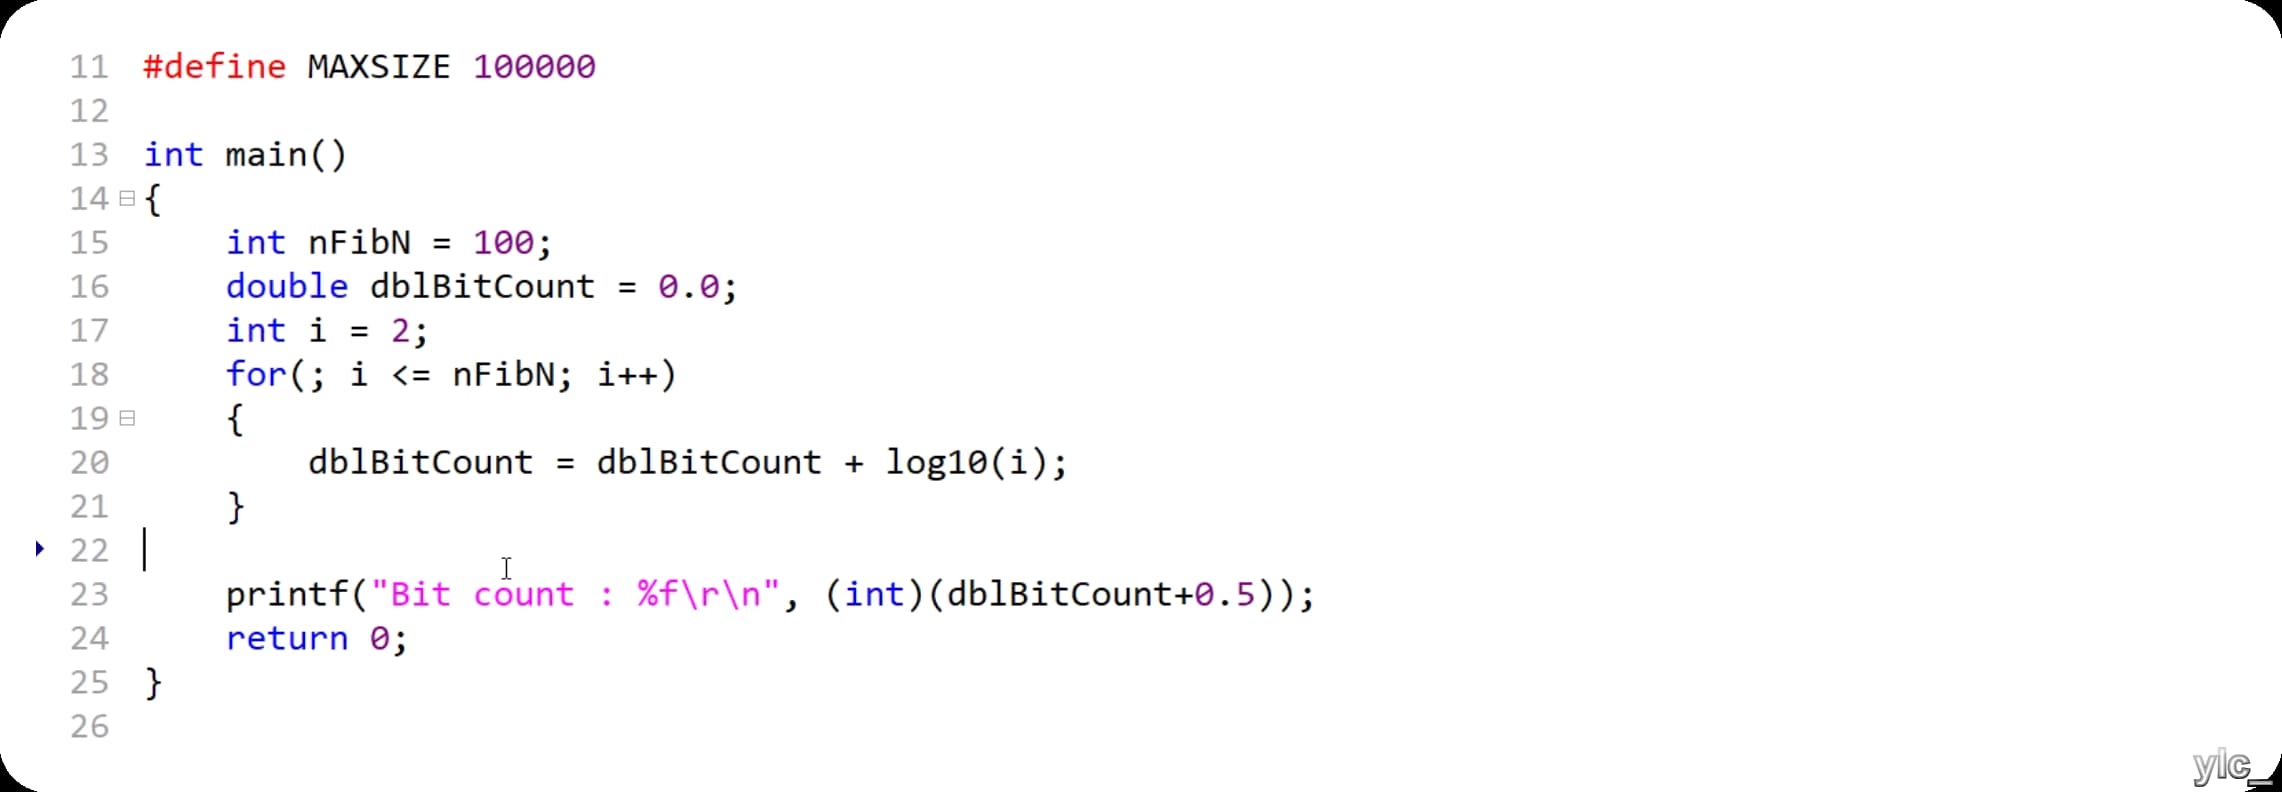 11 #define MAXSIZE 100000
12
13 int main()
14 {
15     int nFibN = 100;
16     double dblBitCount = 0.0;
17     int i = 2;
18     for(; i <= nFibN; i++)
19     {
20         dblBitCount = dblBitCount + log10(i);
21     }
22
23     printf("Bit count : %f\r\n", (int)(dblBitCount+0.5));
24     return 0;
25 }
26
ylc_